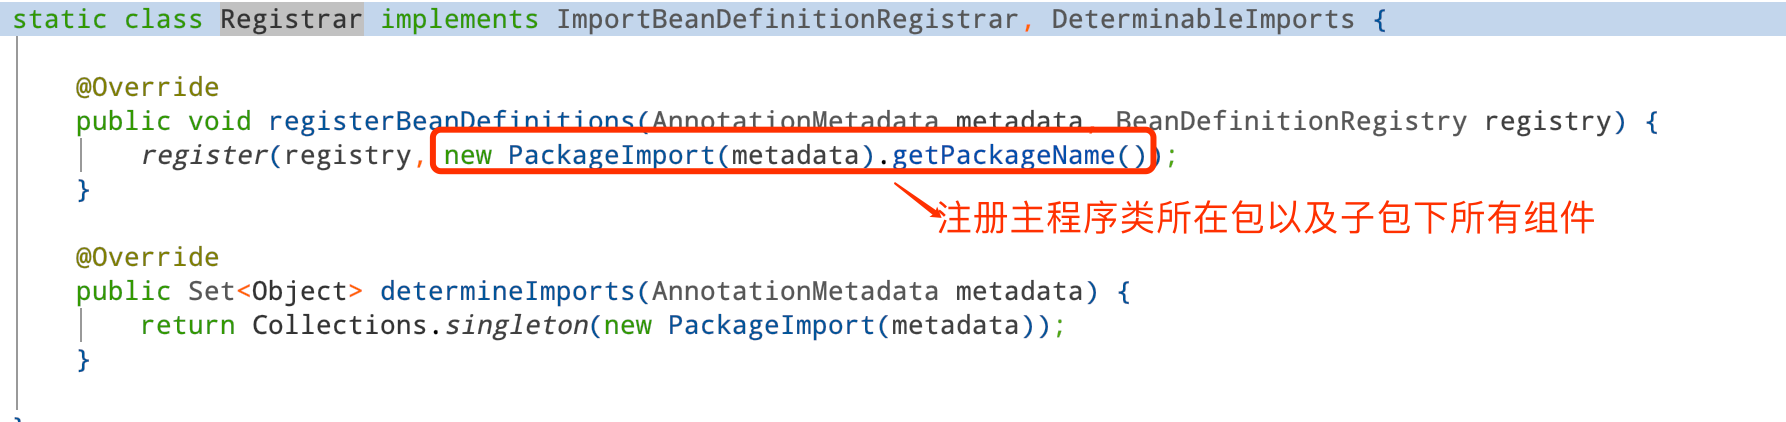 static class Registrar implements ImportBeanDefinitionRegistrar, DeterminableImports {
@Override
public void registerBeanDefinitions(AnnotationMetadata metadata, BeanDefinitionRegistry registry) {
register(registry, new PackageImport(metadata).getPackageName());
}
注册主程序类所在包以及子包下所有组件
@Override
public Set<Object> determineImports(AnnotationMetadata metadata) {
return Collections.singleton(new PackageImport(metadata));
}
}